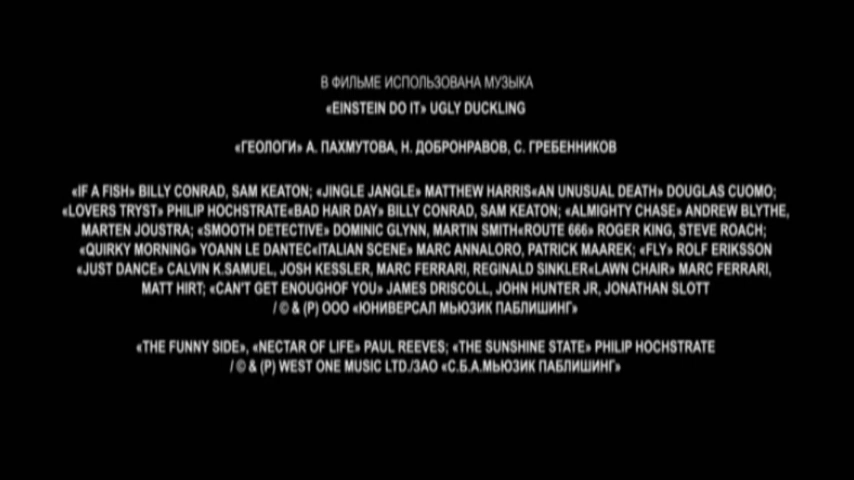 В ФИЛЬМЕ ИСПОЛЬЗОВАНА МУЗЫКА
«EINSTEIN DO IT» UGLY DUCKLING
«ГЕОЛОГИ» А. ПАХМУТОВА, Н. ДОБРОНРАВОВ, С. ГРЕБЕННИКОВ
«IF A FISH» BILLY CONRAD, SAM KEATON; «JINGLE JANGLE» MATTHEW HARRIS«AN UNUSUAL DEATH» DOUGLAS CUOMO;
«LOVERS TRYST» PHILIP HOCHSTRATE«BAD HAIR DAY» BILLY CONRAD, SAM KEATON; «ALMIGHTY CHASE» ANDREW BLYTHE,
MARTEN JOUSTRA; «SMOOTH DETECTIVE» DOMINIC GLYNN, MARTIN SMITH«ROUTE 666» ROGER KING, STEVE ROACH;
«QUIRKY MORNING» YOANN LE DANTEC«ITALIAN SCENE» MARC ANNALORO, PATRICK MAAREK; «FLY» ROLF ERIKSSON
«JUST DANCE» CALVIN K.SAMUEL, JOSH KESSLER, MARC FERRARI, REGINALD SINKLER«LAWN CHAIR» MARC FERRARI,
MATT HIRT; «CAN'T GET ENOUGHOF YOU» JAMES DRISCOLL, JOHN HUNTER JR, JONATHAN SLOTT
/ © & (P) ООО «ЮНИВЕРСАЛ МЬЮЗИК ПАБЛИШИНГ»
«THE FUNNY SIDE», «NECTAR OF LIFE» PAUL REEVES; «THE SUNSHINE STATE» PHILIP HOCHSTRATE
/ © & (P) WEST ONE MUSIC LTD./ЗАО «С.Б.А.МЬЮЗИК ПАБЛИШИНГ»